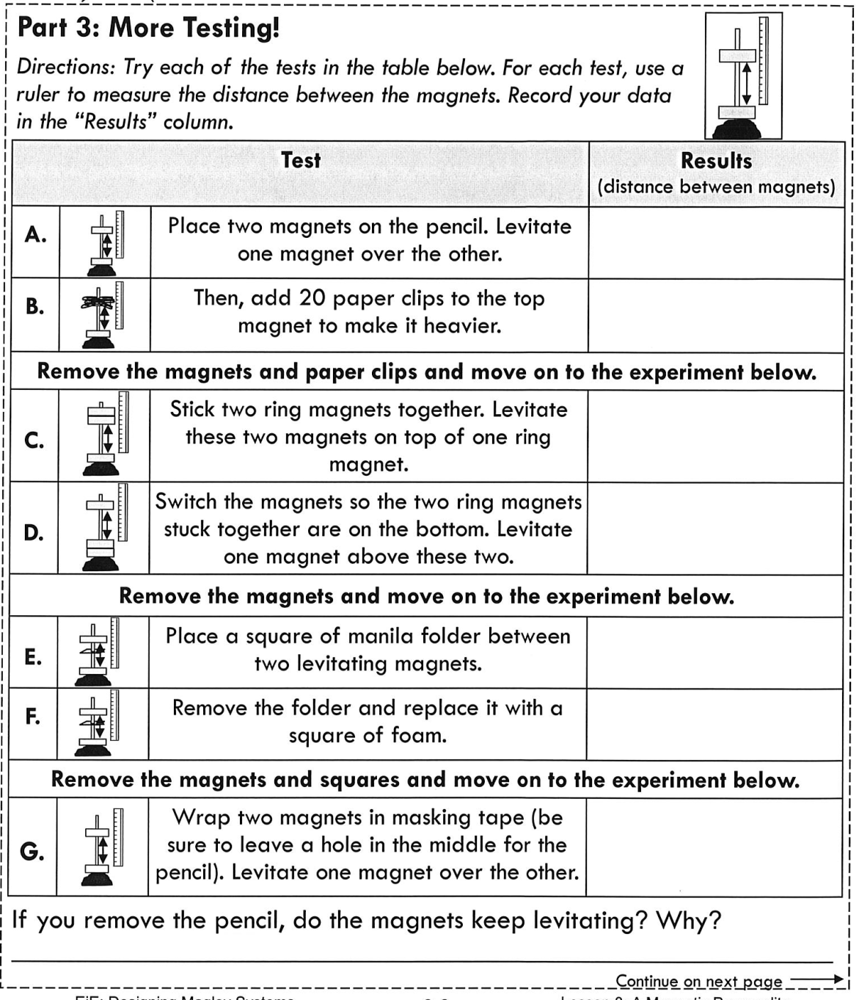 Part 3: More Testing!
Directions: Try each of the tests in the table below. For each test, use a
ruler to measure the distance between the magnets. Record your data
in the “Results” column.
Test
Results
(distance between magnets)
A.
Place two magnets on the pencil. Levitate
one magnet over the other.
B.
Then, add 20 paper clips to the top
magnet to make it heavier.
Remove the magnets and paper clips and move on to the experiment below.
C.
Stick two ring magnets together. Levitate
these two magnets on top of one ring
magnet.
D.
Switch the magnets so the two ring magnets
stuck together are on the bottom. Levitate
one magnet above these two.
Remove the magnets and move on to the experiment below.
E.
Place a square of manila folder between
two levitating magnets.
F.
Remove the folder and replace it with a
square of foam.
Remove the magnets and squares and move on to the experiment below.
G.
Wrap two magnets in masking tape (be
sure to leave a hole in the middle for the
pencil). Levitate one magnet over the other.
If you remove the pencil, do the magnets keep levitating? Why?
Continue on next page